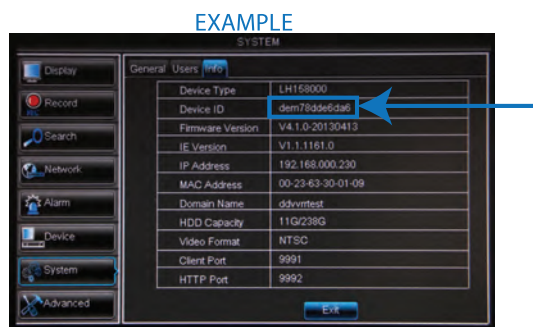 EXAMPLE
SYSTEM
Display
Record
REC
Search
Network
Alarm
Device
System
Advanced
General Users Info
Device Type LH158000
Device ID dem78dde6da6
Firmware Version V4.1.0-20130413
IE Version V1.1.1161.0
IP Address 192.168.000.230
MAC Address 00-23-63-30-01-09
Domain Name ddvvrrtest
HDD Capacity 11G/238G
Video Format NTSC
Client Port 9991
HTTP Port 9992
Exit